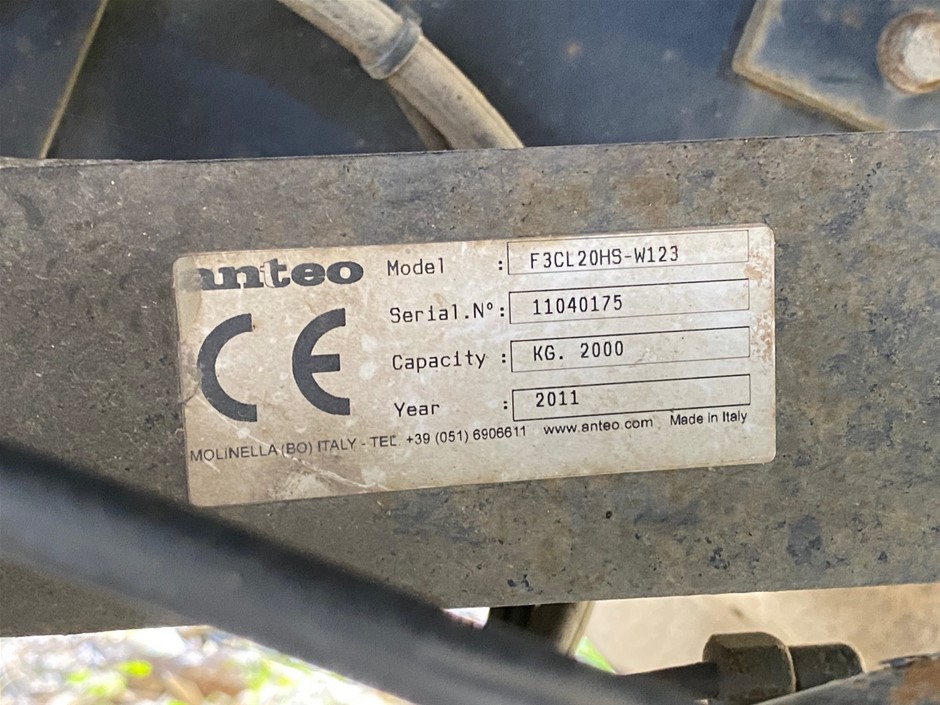 anteo
CE
Model : F3CL20HS-W123
Serial.Nº: 11040175
Capacity : KG. 2000
Year : 2011
MOLINELLA (BO) ITALY - TEL. +39 (051) 6906611 www.anteo.com Made in Italy